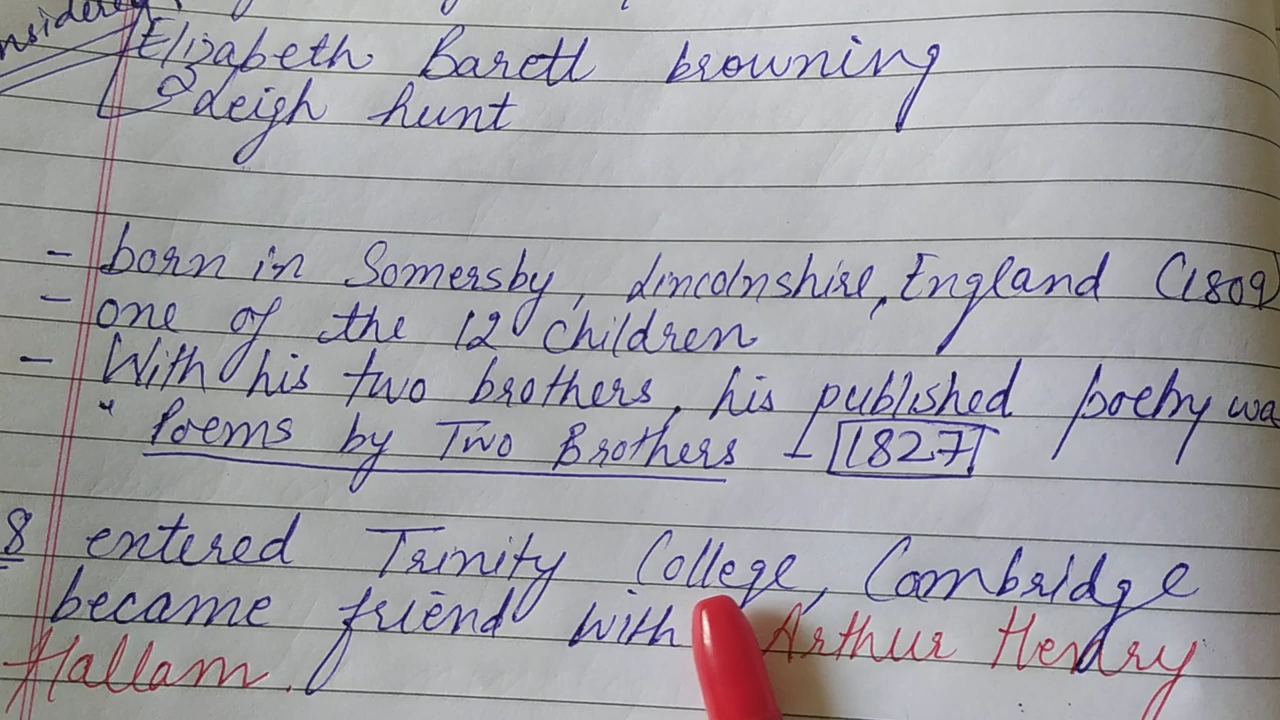 Elizabeth Barett browning
Leigh hunt
- born in Somersby, Lincolnshire, England (1809)
- one of the 12 children
- With his two brothers, his published poetry wa
" Poems by Two Brothers - 1827
8 entered Trinity College, Cambridge
became friend with Arthur Henry
Hallam.